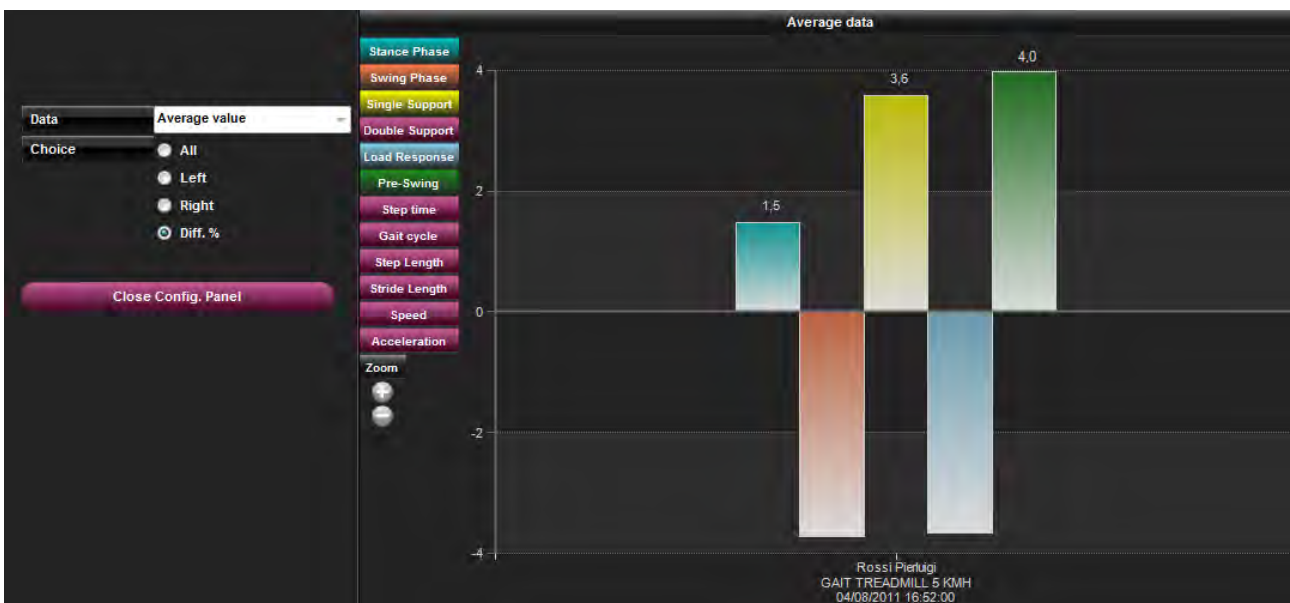 Average data
Data
Average value
Choice
All
Left
Right
Diff. %
Close Config. Panel
Stance Phase
Swing Phase
Single Support
Double Support
Load Response
Pre-Swing
Step time
Gait cycle
Step Length
Stride Length
Speed
Acceleration
Zoom
4
2
0
-2
-4
1,5
3,6
4,0
Rossi Pierluigi
GAIT TREADMILL 5 KMH
04/08/2011 16:52:00